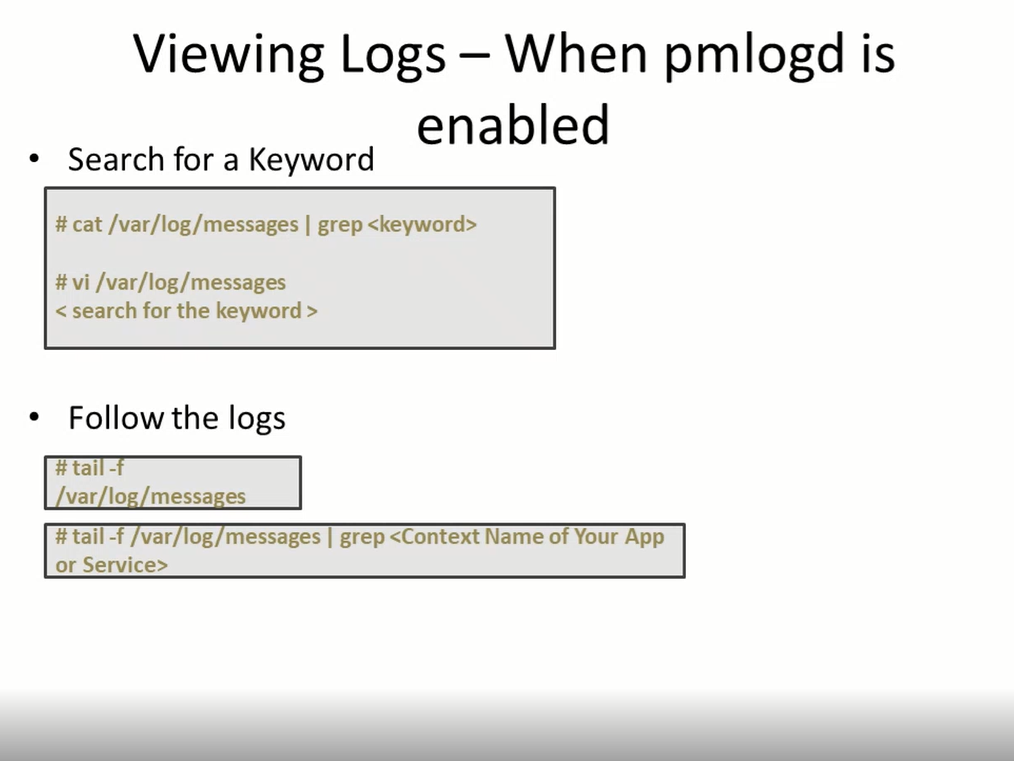 Viewing Logs – When pmlogd is
enabled
• Search for a Keyword
# cat /var/log/messages | grep <keyword>
# vi /var/log/messages
< search for the keyword >
• Follow the logs
# tail -f
/var/log/messages
# tail -f /var/log/messages | grep <Context Name of Your App
or Service>